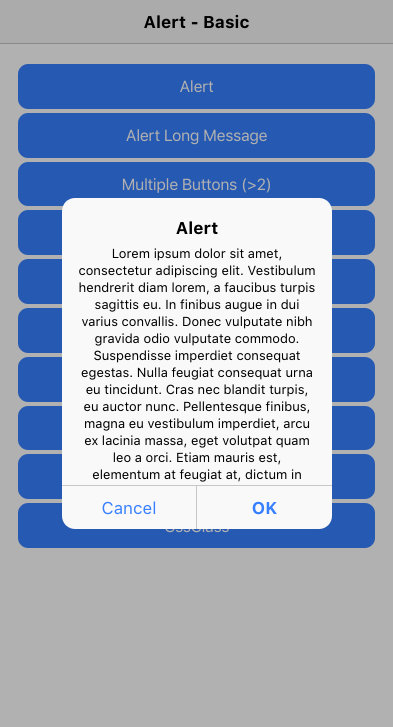 Alert - Basic
Alert
Alert Long Message
Multiple Buttons (>2)
Alert
Lorem ipsum dolor sit amet,
consectetur adipiscing elit. Vestibulum
hendrerit diam lorem, a faucibus turpis
sagittis eu. In finibus augue in dui
varius convallis. Donec vulputate nibh
gravida odio vulputate commodo.
Suspendisse imperdiet consequat
egestas. Nulla feugiat consequat urna
eu tincidunt. Cras nec blandit turpis,
eu auctor nunc. Pellentesque finibus,
magna eu vestibulum imperdiet, arcu
ex lacinia massa, eget volutpat quam
leo a orci. Etiam mauris est,
elementum at feugiat at, dictum in
Cancel
OK